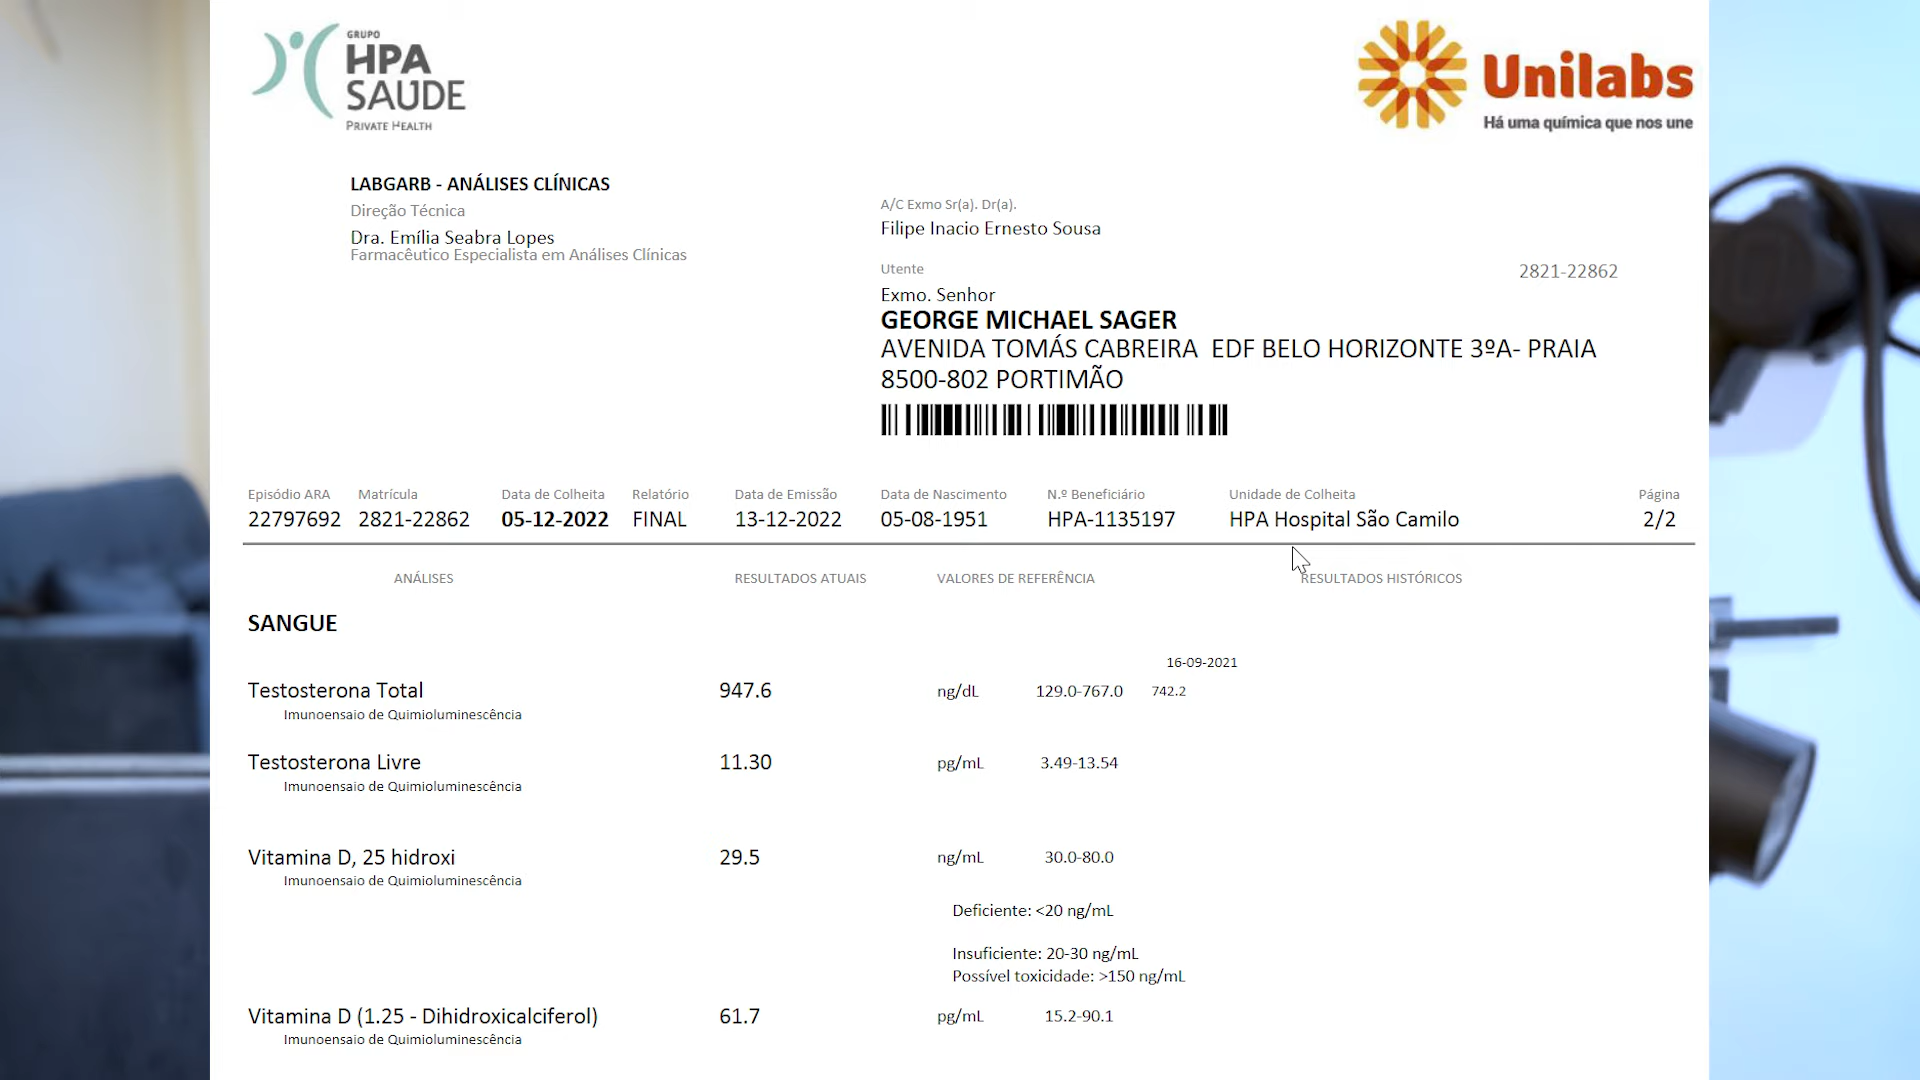 GRUPO
HPA
SAÚDE
PRIVATE HEALTH
Unilabs
Há uma química que nos une
LABGARB - ANÁLISES CLÍNICAS
Direção Técnica
Dra. Emília Seabra Lopes
Farmacêutico Especialista em Análises Clínicas
A/C Exmo Sr(a). Dr(a).
Filipe Inacio Ernesto Sousa
Utente
2821-22862
Exmo. Senhor
GEORGE MICHAEL SAGER
AVENIDA TOMÁS CABREIRA EDF BELO HORIZONTE 3ºA- PRAIA
8500-802 PORTIMÃO
Episódio ARA Matrícula Data de Colheita Relatório Data de Emissão Data de Nascimento N.º Beneficiário Unidade de Colheita Página
22797692 2821-22862 05-12-2022 FINAL 13-12-2022 05-08-1951 HPA-1135197 HPA Hospital São Camilo 2/2
ANÁLISES RESULTADOS ATUAIS VALORES DE REFERÊNCIA RESULTADOS HISTÓRICOS
SANGUE
16-09-2021
Testosterona Total 947.6 ng/dL 129.0-767.0 742.2
Imunoensaio de Quimioluminescência
Testosterona Livre 11.30 pg/mL 3.49-13.54
Imunoensaio de Quimioluminescência
Vitamina D, 25 hidroxi 29.5 ng/mL 30.0-80.0
Imunoensaio de Quimioluminescência
Deficiente: <20 ng/mL
Insuficiente: 20-30 ng/mL
Possível toxicidade: >150 ng/mL
Vitamina D (1.25 - Dihidroxicalciferol) 61.7 pg/mL 15.2-90.1
Imunoensaio de Quimioluminescência